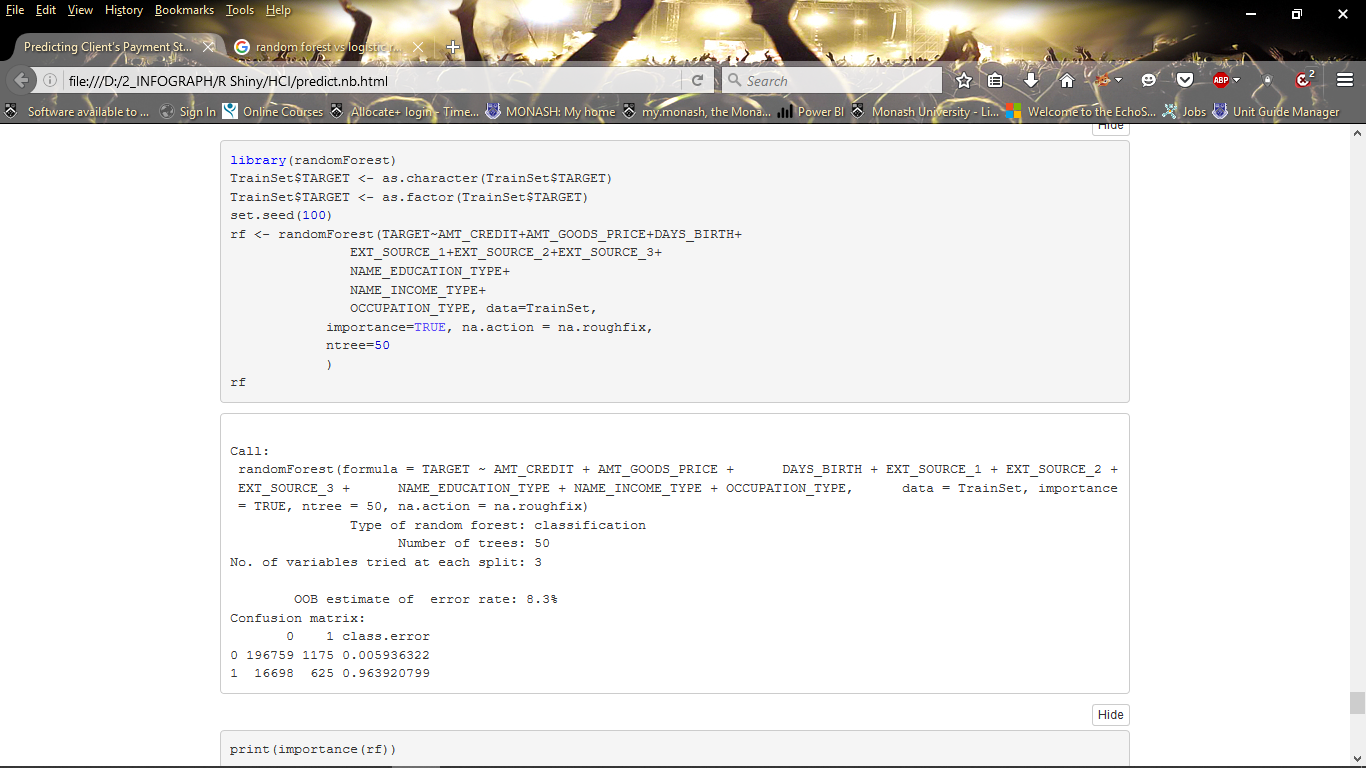 File Edit View History Bookmarks Tools Help
Predicting Client's Payment St... random forest vs logistic r...
file:///D:/2_INFOGRAPH/R Shiny/HCI/predict.nb.html Search ABP 2
Software available to ... Sign In Online Courses Allocate+ login - Time... MONASH: My home my.monash, the Mona... Power BI Monash University - Li... Welcome to the EchoS... Jobs Unit Guide Manager
Hide
library(randomForest)
TrainSet$TARGET <- as.character(TrainSet$TARGET)
TrainSet$TARGET <- as.factor(TrainSet$TARGET)
set.seed(100)
rf <- randomForest(TARGET~AMT_CREDIT+AMT_GOODS_PRICE+DAYS_BIRTH+
EXT_SOURCE_1+EXT_SOURCE_2+EXT_SOURCE_3+
NAME_EDUCATION_TYPE+
NAME_INCOME_TYPE+
OCCUPATION_TYPE, data=TrainSet,
importance=TRUE, na.action = na.roughfix,
ntree=50
)
rf
Call:
randomForest(formula = TARGET ~ AMT_CREDIT + AMT_GOODS_PRICE + DAYS_BIRTH + EXT_SOURCE_1 + EXT_SOURCE_2 +
EXT_SOURCE_3 + NAME_EDUCATION_TYPE + NAME_INCOME_TYPE + OCCUPATION_TYPE, data = TrainSet, importance
= TRUE, ntree = 50, na.action = na.roughfix)
Type of random forest: classification
Number of trees: 50
No. of variables tried at each split: 3
OOB estimate of error rate: 8.3%
Confusion matrix:
0 1 class.error
0 196759 1175 0.005936322
1 16698 625 0.963920799
Hide
print(importance(rf))